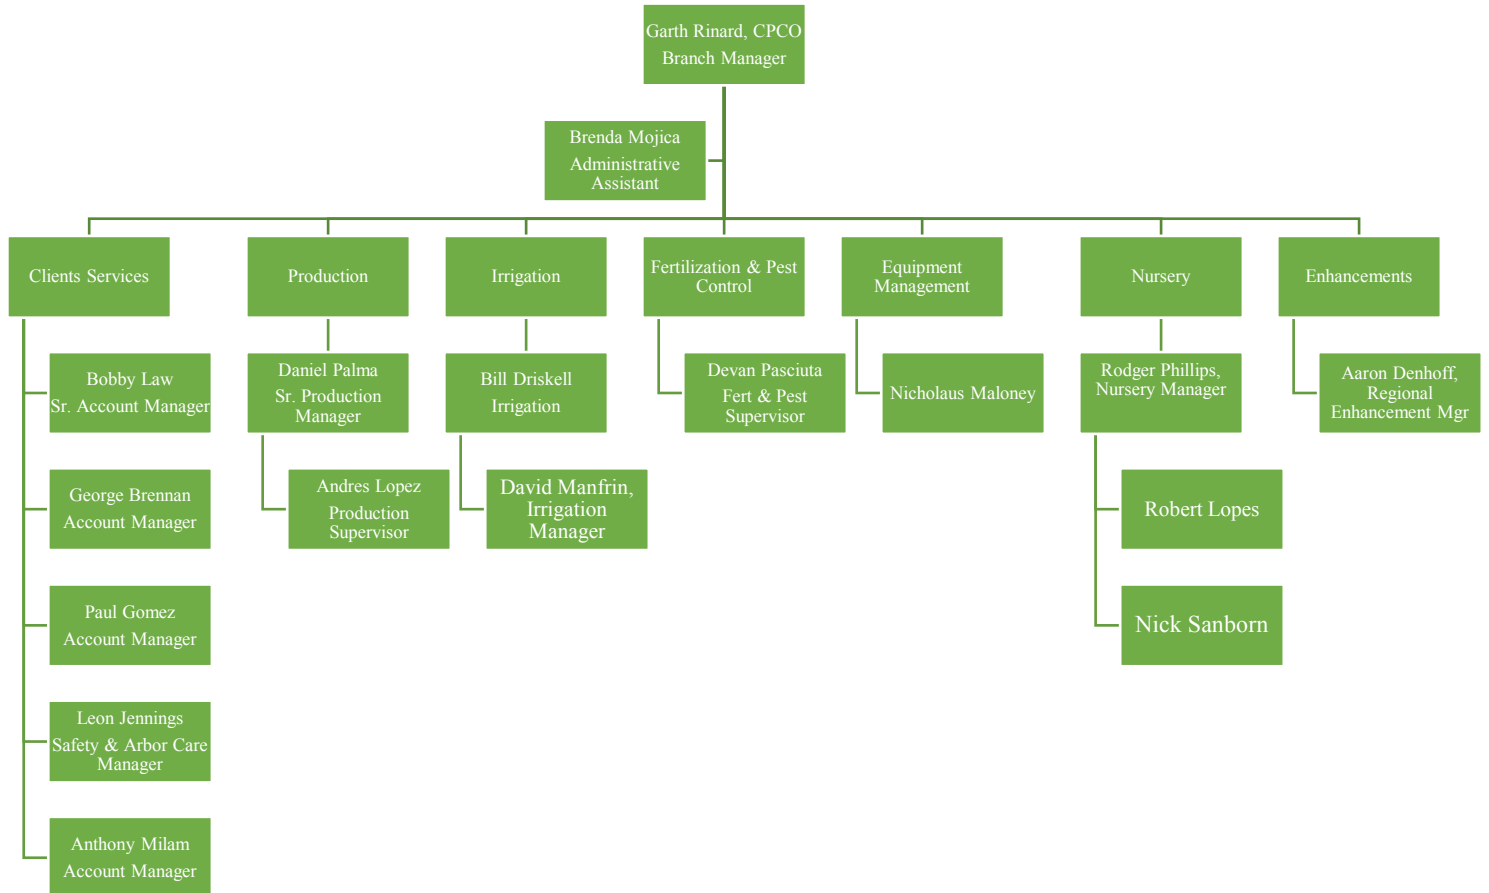 Garth Rinard, CPCO
Branch Manager
Brenda Mojica
Administrative
Assistant
Clients Services
Production
Irrigation
Fertilization & Pest
Control
Equipment
Management
Nursery
Enhancements
Bobby Law
Sr. Account Manager
George Brennan
Account Manager
Paul Gomez
Account Manager
Leon Jennings
Safety & Arbor Care
Manager
Anthony Milam
Account Manager
Daniel Palma
Sr. Production
Manager
Andres Lopez
Production
Supervisor
Bill Driskell
Irrigation
David Manfrin,
Irrigation
Manager
Devan Pasciuta
Fert & Pest
Supervisor
Nicholaus Maloney
Rodger Phillips,
Nursery Manager
Robert Lopes
Nick Sanborn
Aaron Denhoff,
Regional
Enhancement Mgr